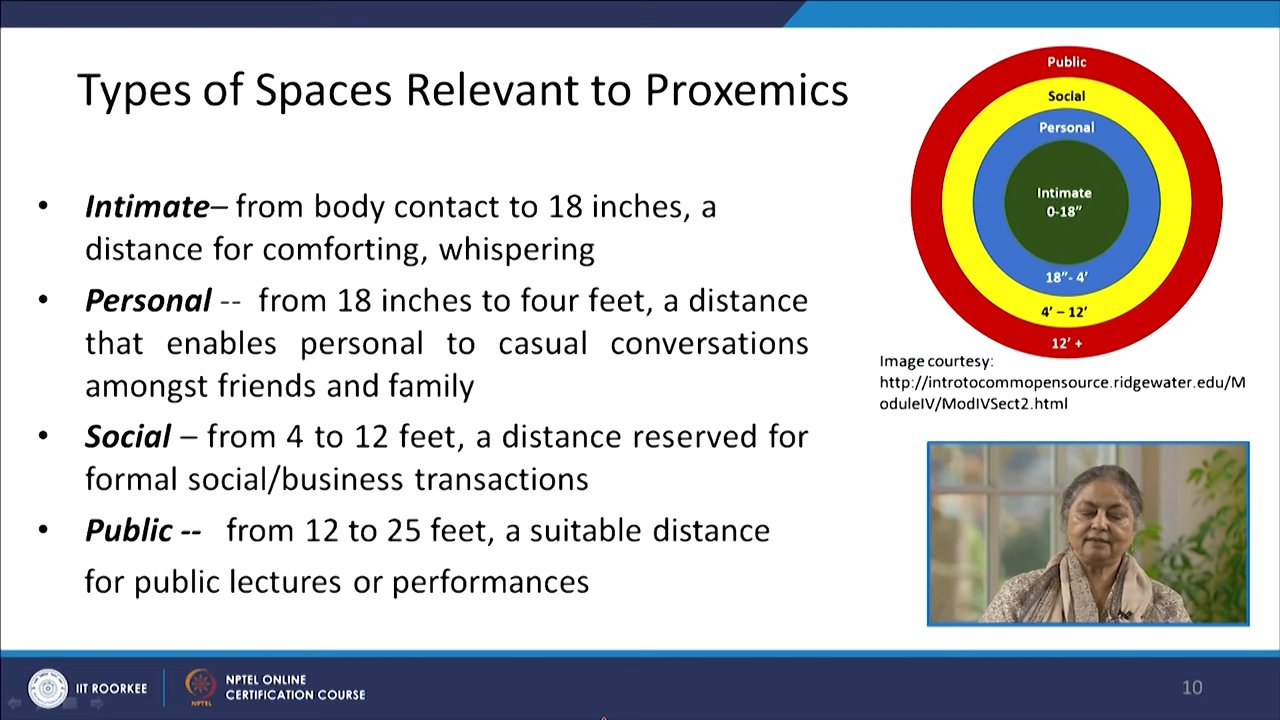 Types of Spaces Relevant to Proxemics
• Intimate– from body contact to 18 inches, a
distance for comforting, whispering
• Personal -- from 18 inches to four feet, a distance
that enables personal to casual conversations
amongst friends and family
• Social – from 4 to 12 feet, a distance reserved for
formal social/business transactions
• Public -- from 12 to 25 feet, a suitable distance
for public lectures or performances
Public
Social
Personal
Intimate
0-18”
18”- 4’
4’ – 12’
12’ +
Image courtesy:
http://introtocommopensource.ridgewater.edu/M
oduleIV/ModIVSect2.html
IIT ROORKEE
NPTEL
NPTEL ONLINE
CERTIFICATION COURSE
10